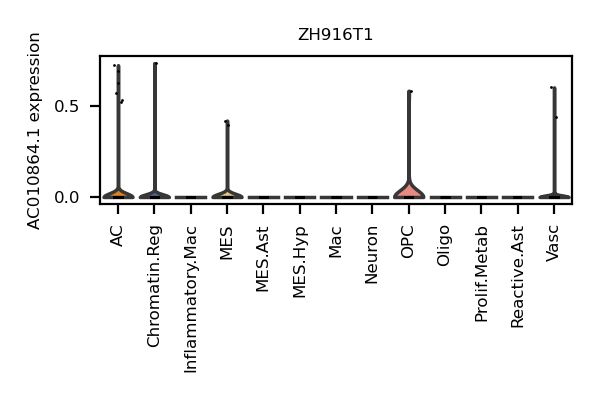 ZH916T1
AC010864.1 expression
0.5
0.0
AC
Chromatin.Reg
Inflammatory.Mac
MES
MES.Ast
MES.Hyp
Mac
Neuron
OPC
Oligo
Prolif.Metab
Reactive.Ast
Vasc